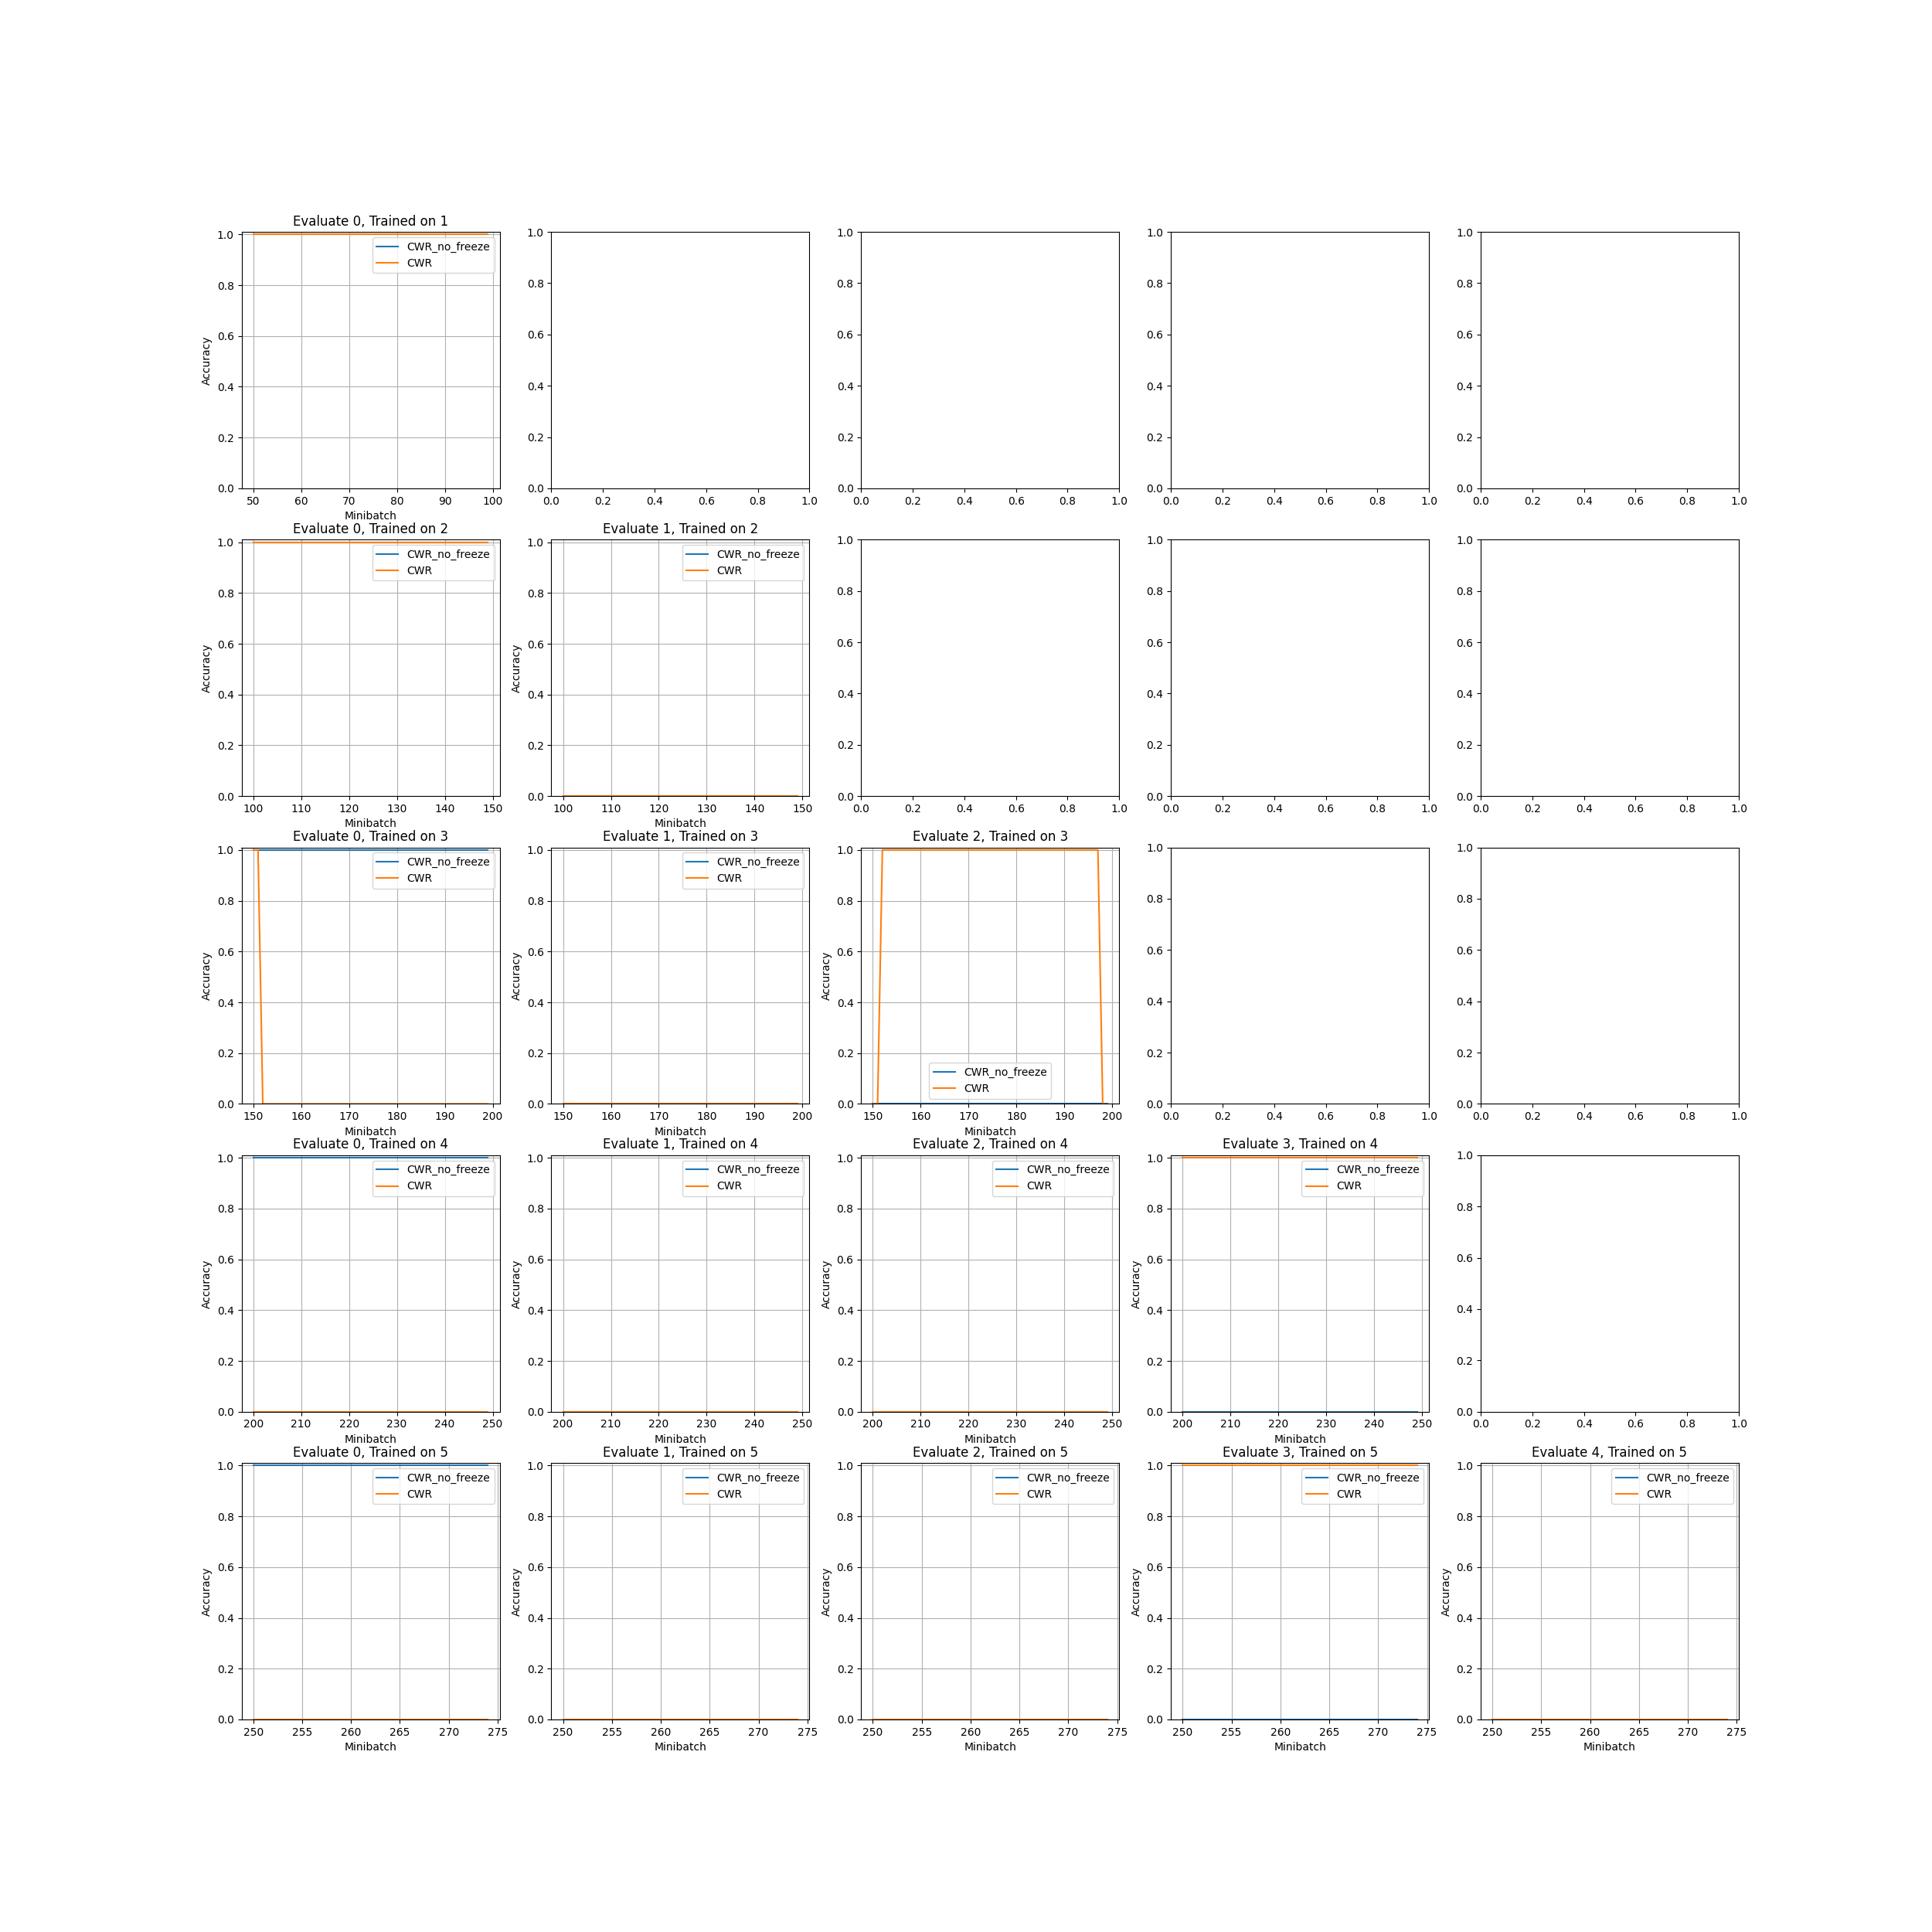 Evaluate 0, Trained on 1
1.0
0.8
0.6
0.4
0.2
0.0
Accuracy
CWR_no_freeze
CWR
50 60 70 80 90 100
Minibatch
1.0
0.8
0.6
0.4
0.2
0.0
0.0 0.2 0.4 0.6 0.8 1.0
1.0
0.8
0.6
0.4
0.2
0.0
0.0 0.2 0.4 0.6 0.8 1.0
1.0
0.8
0.6
0.4
0.2
0.0
0.0 0.2 0.4 0.6 0.8 1.0
1.0
0.8
0.6
0.4
0.2
0.0
0.0 0.2 0.4 0.6 0.8 1.0
Evaluate 0, Trained on 2
1.0
0.8
0.6
0.4
0.2
0.0
Accuracy
CWR_no_freeze
CWR
100 110 120 130 140 150
Minibatch
Evaluate 1, Trained on 2
1.0
0.8
0.6
0.4
0.2
0.0
Accuracy
CWR_no_freeze
CWR
100 110 120 130 140 150
Minibatch
1.0
0.8
0.6
0.4
0.2
0.0
0.0 0.2 0.4 0.6 0.8 1.0
1.0
0.8
0.6
0.4
0.2
0.0
0.0 0.2 0.4 0.6 0.8 1.0
1.0
0.8
0.6
0.4
0.2
0.0
0.0 0.2 0.4 0.6 0.8 1.0
Evaluate 0, Trained on 3
1.0
0.8
0.6
0.4
0.2
0.0
Accuracy
CWR_no_freeze
CWR
150 160 170 180 190 200
Minibatch
Evaluate 1, Trained on 3
1.0
0.8
0.6
0.4
0.2
0.0
Accuracy
CWR_no_freeze
CWR
150 160 170 180 190 200
Minibatch
Evaluate 2, Trained on 3
1.0
0.8
0.6
0.4
0.2
0.0
Accuracy
CWR_no_freeze
CWR
150 160 170 180 190 200
Minibatch
1.0
0.8
0.6
0.4
0.2
0.0
0.0 0.2 0.4 0.6 0.8 1.0
1.0
0.8
0.6
0.4
0.2
0.0
0.0 0.2 0.4 0.6 0.8 1.0
Evaluate 0, Trained on 4
1.0
0.8
0.6
0.4
0.2
0.0
Accuracy
CWR_no_freeze
CWR
200 210 220 230 240 250
Minibatch
Evaluate 1, Trained on 4
1.0
0.8
0.6
0.4
0.2
0.0
Accuracy
CWR_no_freeze
CWR
200 210 220 230 240 250
Minibatch
Evaluate 2, Trained on 4
1.0
0.8
0.6
0.4
0.2
0.0
Accuracy
CWR_no_freeze
CWR
200 210 220 230 240 250
Minibatch
Evaluate 3, Trained on 4
1.0
0.8
0.6
0.4
0.2
0.0
Accuracy
CWR_no_freeze
CWR
200 210 220 230 240 250
Minibatch
1.0
0.8
0.6
0.4
0.2
0.0
0.0 0.2 0.4 0.6 0.8 1.0
Evaluate 0, Trained on 5
1.0
0.8
0.6
0.4
0.2
0.0
Accuracy
CWR_no_freeze
CWR
250 255 260 265 270 275
Minibatch
Evaluate 1, Trained on 5
1.0
0.8
0.6
0.4
0.2
0.0
Accuracy
CWR_no_freeze
CWR
250 255 260 265 270 275
Minibatch
Evaluate 2, Trained on 5
1.0
0.8
0.6
0.4
0.2
0.0
Accuracy
CWR_no_freeze
CWR
250 255 260 265 270 275
Minibatch
Evaluate 3, Trained on 5
1.0
0.8
0.6
0.4
0.2
0.0
Accuracy
CWR_no_freeze
CWR
250 255 260 265 270 275
Minibatch
Evaluate 4, Trained on 5
1.0
0.8
0.6
0.4
0.2
0.0
Accuracy
CWR_no_freeze
CWR
250 255 260 265 270 275
Minibatch